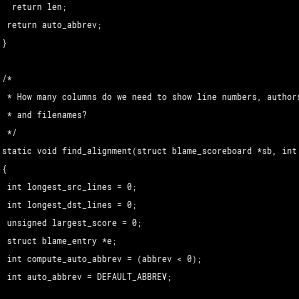 return len;
return auto_abbrev;
}
/*
* How many columns do we need to show line numbers, authors
* and filenames?
*/
static void find_alignment(struct blame_scoreboard *sb, int
{
int longest_src_lines = 0;
int longest_dst_lines = 0;
unsigned largest_score = 0;
struct blame_entry *e;
int compute_auto_abbrev = (abbrev < 0);
int auto_abbrev = DEFAULT_ABBREV;